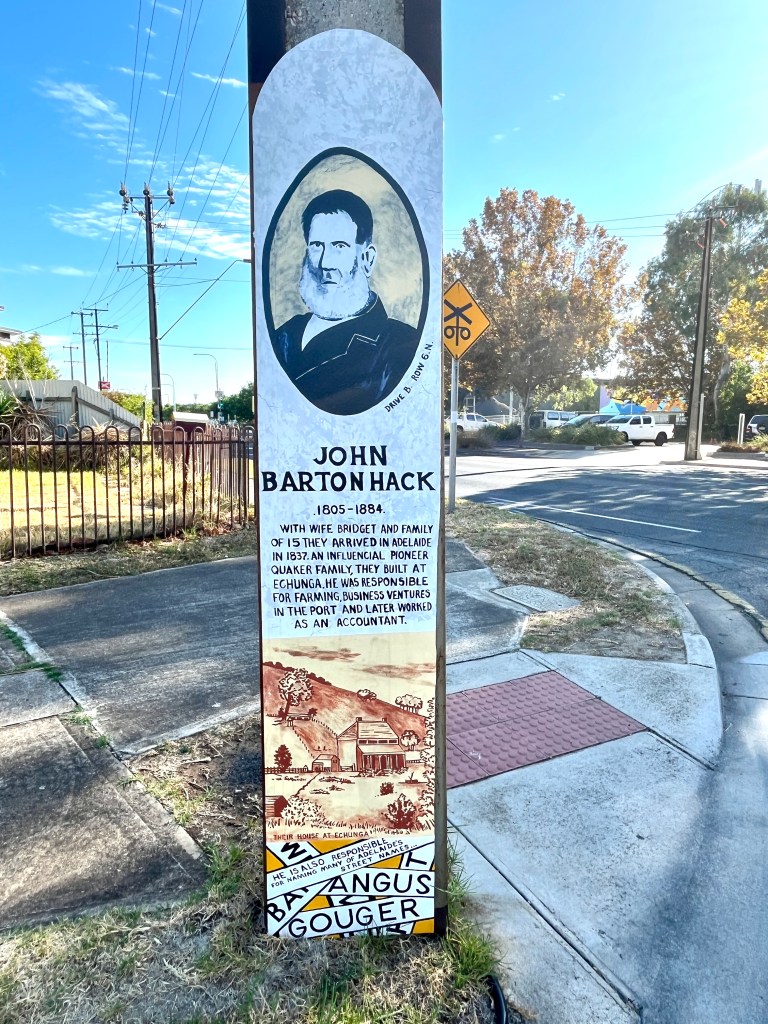 DRIVE B. ROW 6.N.
JOHN
BARTON HACK
.1805-1884.
WITH WIFE BRIDGET AND FAMILY
OF 15 THEY ARRIVED IN ADELAIDE
IN 1837. AN INFLUENTIAL PIONEER
QUAKER FAMILY, THEY BUILT AT
ECHUNGA. HE WAS RESPONSIBLE
FOR FARMING, BUSINESS VENTURES
IN THE PORT AND LATER WORKED
AS AN ACCOUNTANT.
THEIR HOUSE AT ECHUNGA
HE IS ALSO RESPONSIBLE
FOR NAMING MANY OF ADELAIDE'S
STREET NAMES...
ANGUS
GOUGER